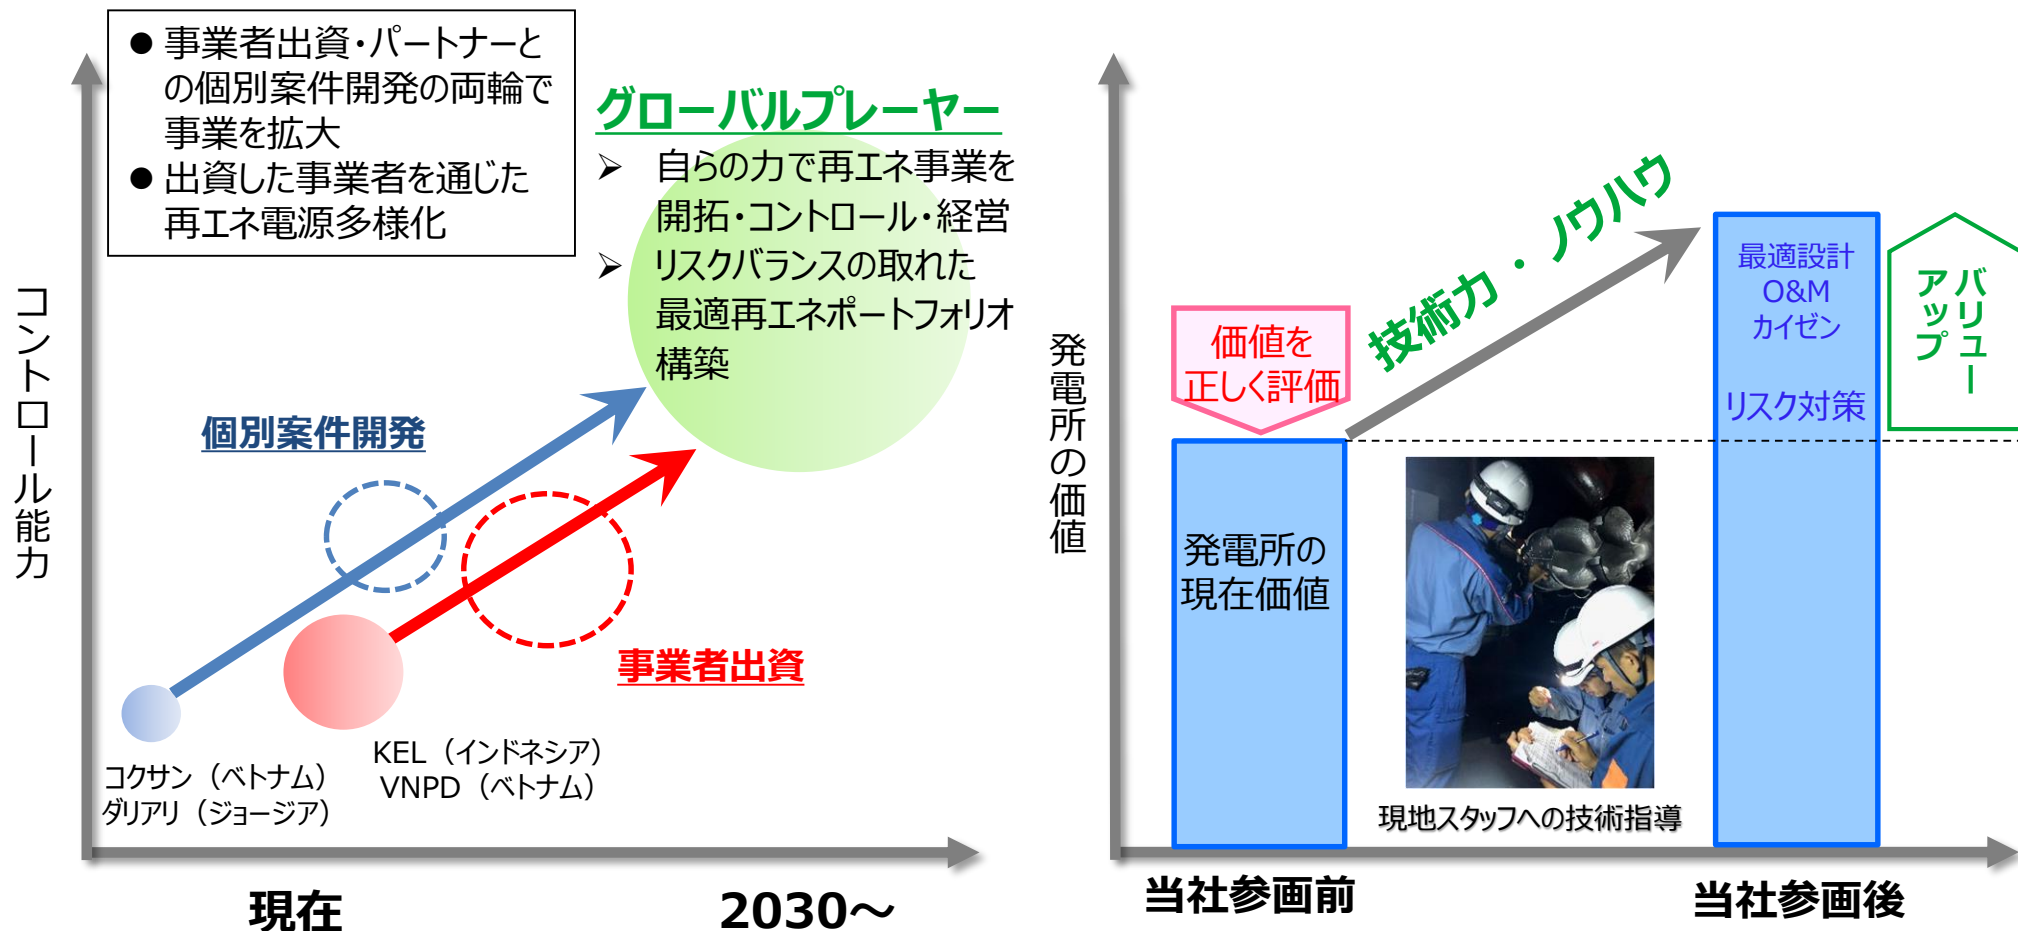 ● 事業者出資・パートナーと
の個別案件開発の両輪で
事業を拡大
● 出資した事業者を通じた
再エネ電源多様化
グローバルプレーヤー
➢ 自らの力で再エネ事業を
開拓・コントロール・経営
➢ リスクバランスの取れた
最適再エネポートフォリオ
構築
コントロール能力
個別案件開発
事業者出資
コクサン（ベトナム）
ダリアリ（ジョージア）
KEL（インドネシア）
VNPD（ベトナム）
現在
2030～
発電所の価値
価値を
正しく評価
技術力・ノウハウ
最適設計
O&M
カイゼン
リスク対策
バリュー
アップ
発電所の
現在価値
現地スタッフへの技術指導
当社参画前
当社参画後